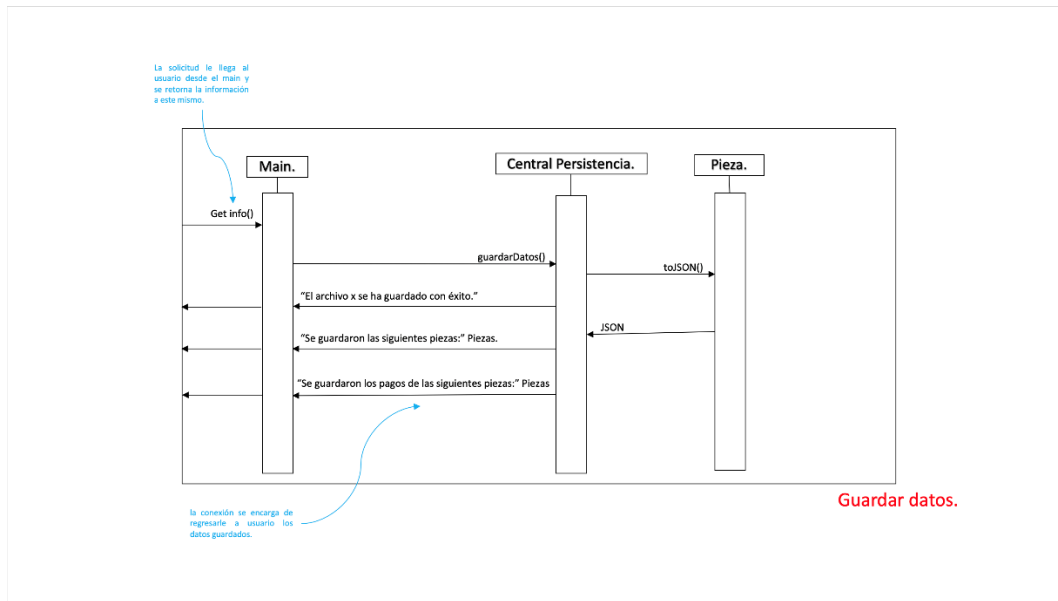 La solicitud le llega al
usuario desde el main y
se retorna la información
a este mismo.
Main.
Central Persistencia.
Pieza.
Get info()
guardarDatos()
toJSON()
“El archivo x se ha guardado con éxito.”
JSON
“Se guardaron las siguientes piezas:” Piezas.
“Se guardaron los pagos de las siguientes piezas:” Piezas
Guardar datos.
la conexión se encarga de
regresarle a usuario los
datos guardados.